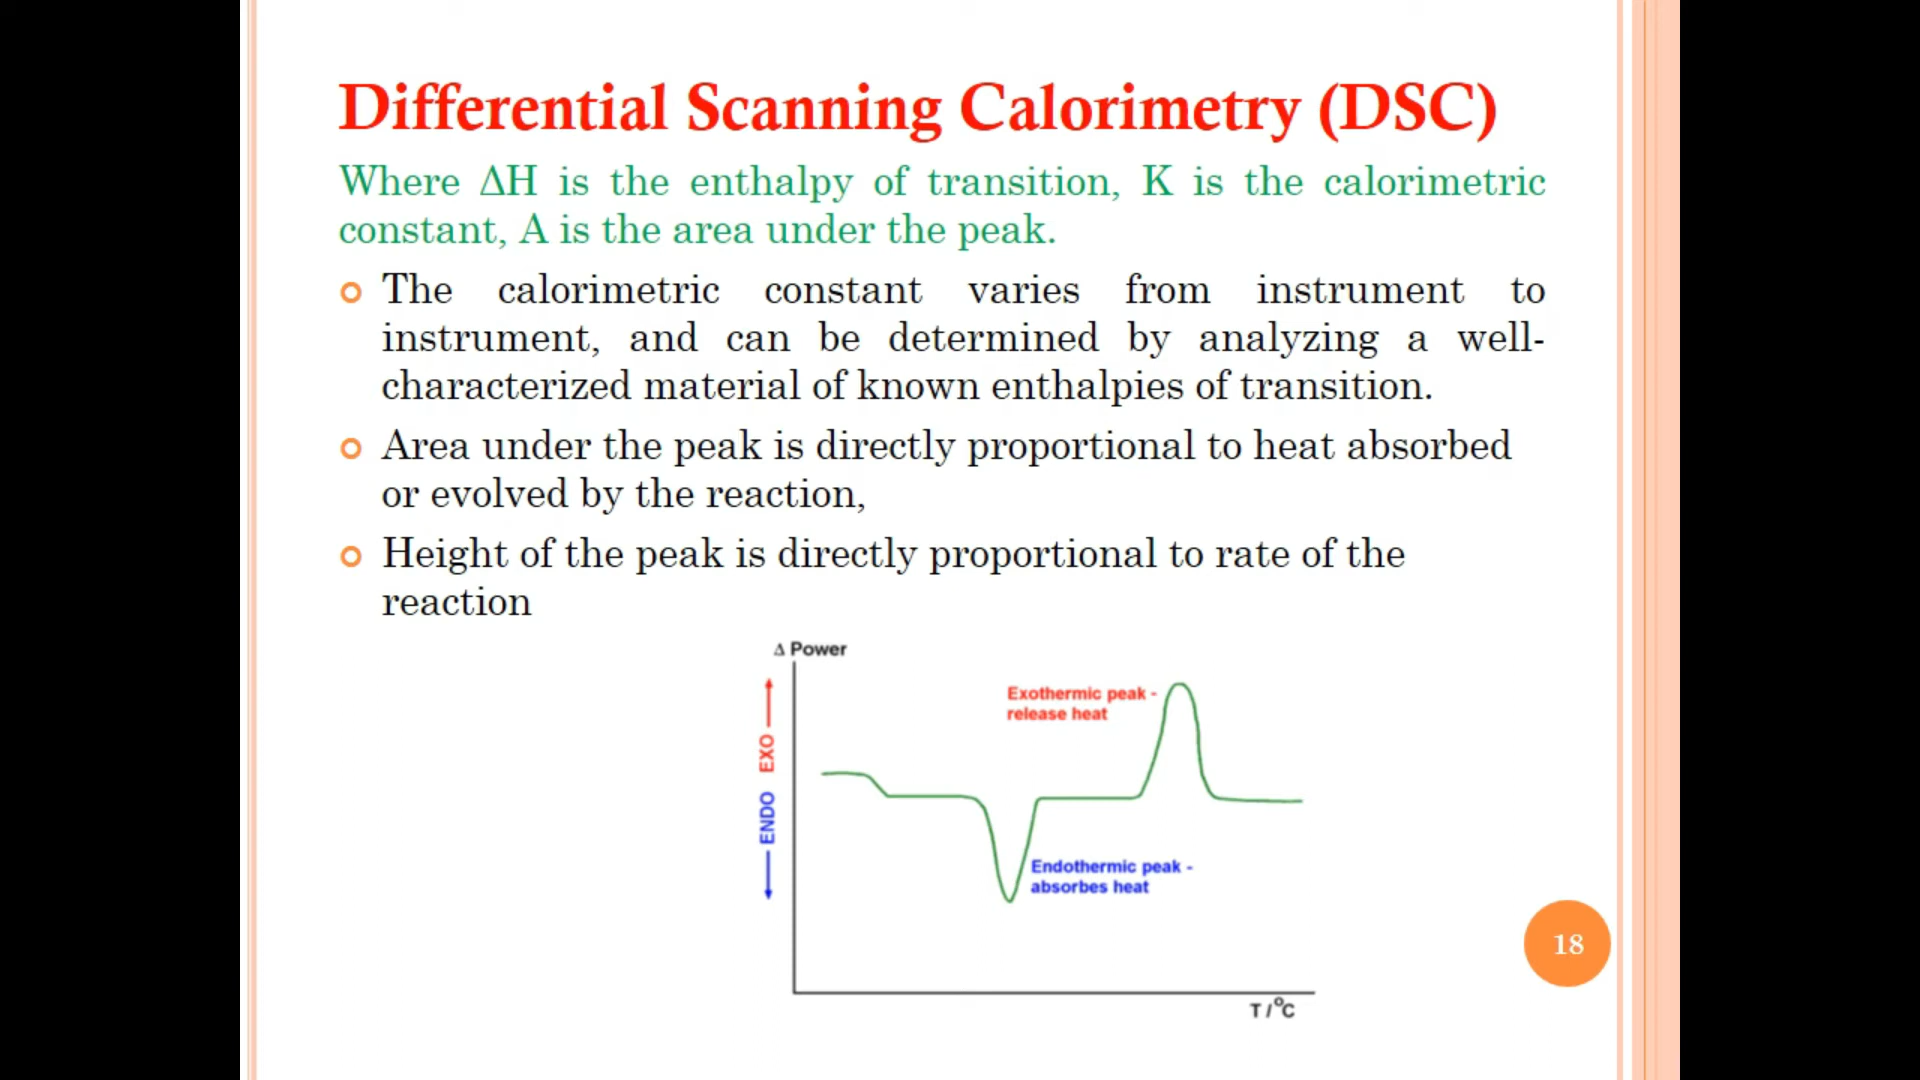 Differential Scanning Calorimetry (DSC)
Where ΔH is the enthalpy of transition, K is the calorimetric
constant, A is the area under the peak.
The calorimetric constant varies from instrument to
instrument, and can be determined by analyzing a well-
characterized material of known enthalpies of transition.
Area under the peak is directly proportional to heat absorbed
or evolved by the reaction,
Height of the peak is directly proportional to rate of the
reaction
Δ Power
EXO
ENDO
Exothermic peak -
release heat
Endothermic peak -
absorbes heat
T / °C
18